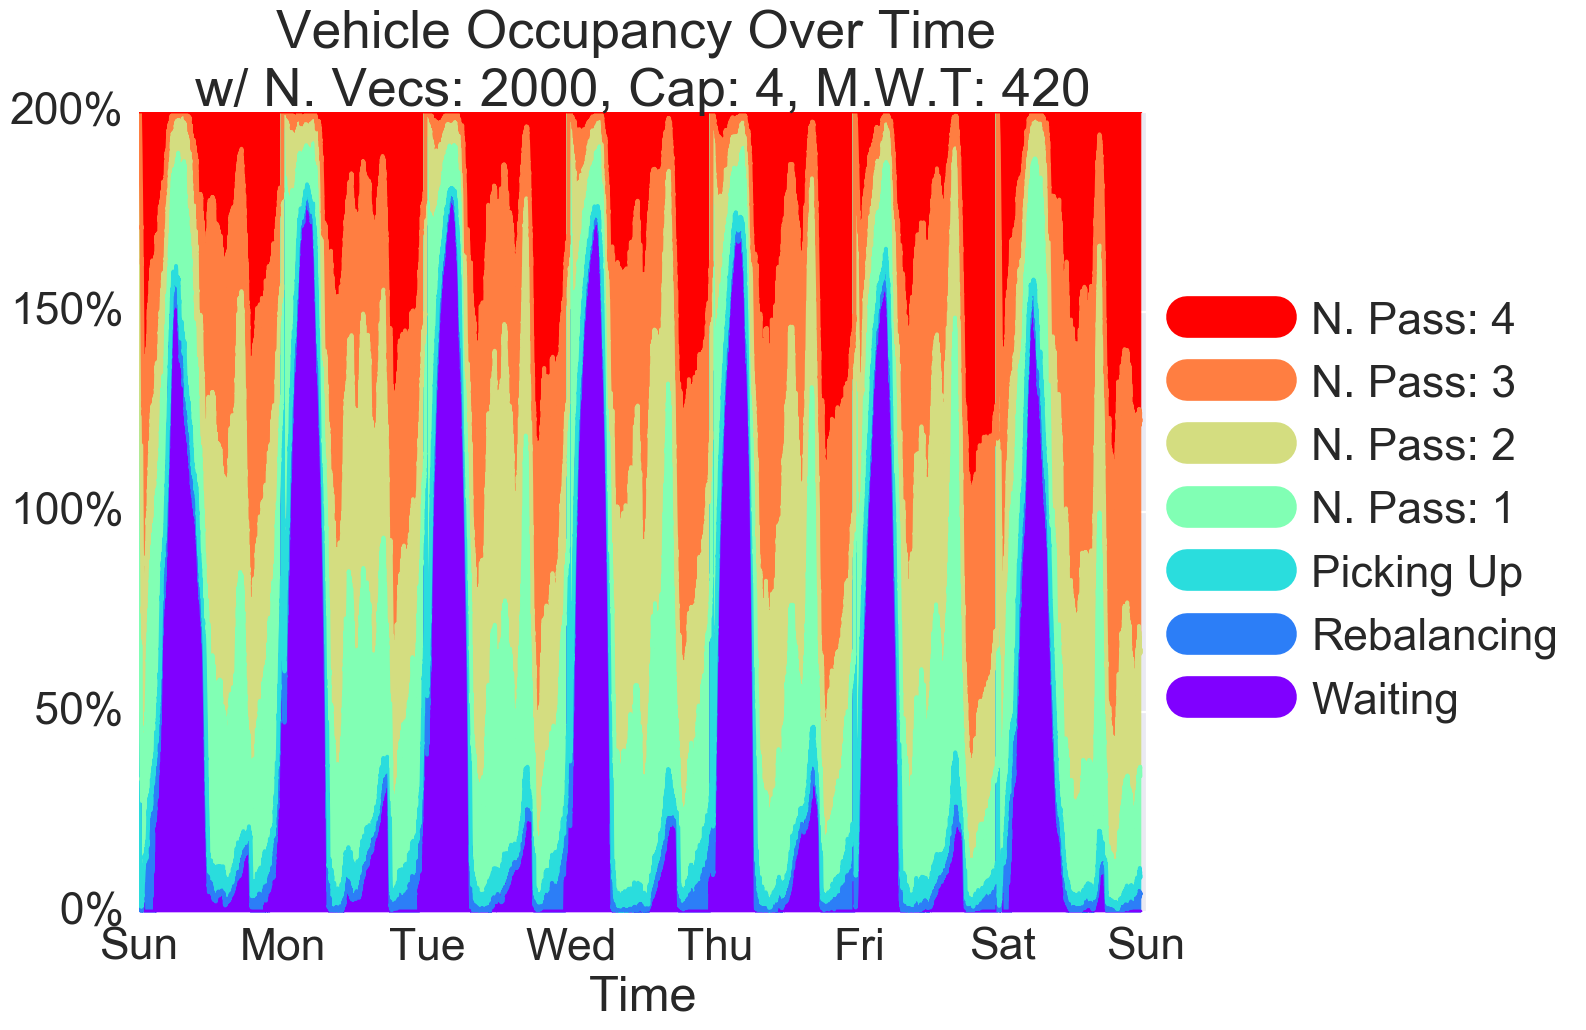 Vehicle Occupancy Over Time
w/ N. Vecs: 2000, Cap: 4, M.W.T: 420
200%
150%
100%
50%
0%
Sun Mon Tue Wed Thu Fri Sat Sun
Time
N. Pass: 4
N. Pass: 3
N. Pass: 2
N. Pass: 1
Picking Up
Rebalancing
Waiting